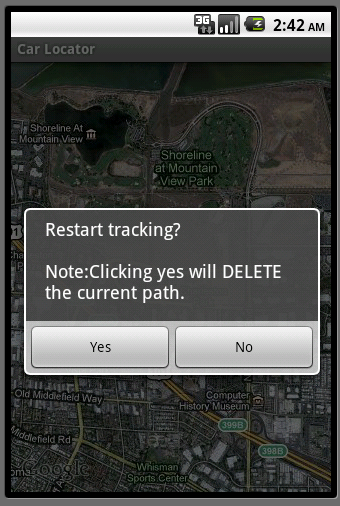 3G
2:42 AM
Car Locator
Shoreline At
Mountain View
Shoreline
at Mountain
View Park
Restart tracking?
Note:Clicking yes will DELETE
the current path.
Yes
No
Old Middlefield Way
Computer
History Museum
399B
Middlefield Rd
398B
Google
Whisman
Sports Center